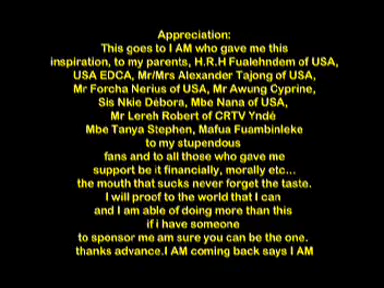 Appreciation:
This goes to I AM who gave me this
inspiration, to my parents, H.R.H Fualehndem of USA,
USA EDCA, Mr/Mrs Alexander Tajong of USA,
Mr Forcha Nerius of USA, Mr Awung Cyprine,
Sis Nkie Debora, Mbe Nana of USA,
Mr Lereh Robert of CRTV Yndé
Mbe Tanya Stephen, Mafua Fuambinleke
to my stupendous
fans and to all those who gave me
support be it financially, morally etc...
the mouth that sucks never forget the taste.
I will proof to the world that I can
and I am able of doing more than this
if i have someone
to sponsor me am sure you can be the one.
thanks advance.I AM coming back says I AM